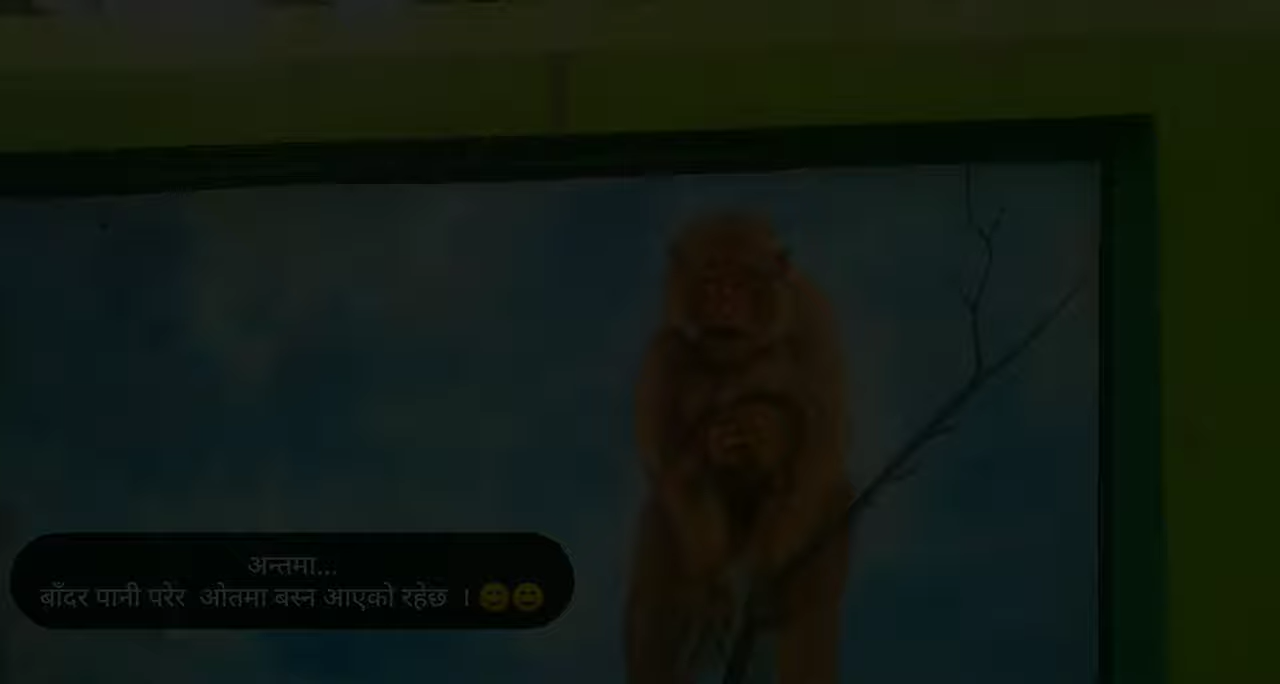 अन्तमा...
बाँदर पानी परेर ओतमा बस्न आएको रहेछ । 😊😄